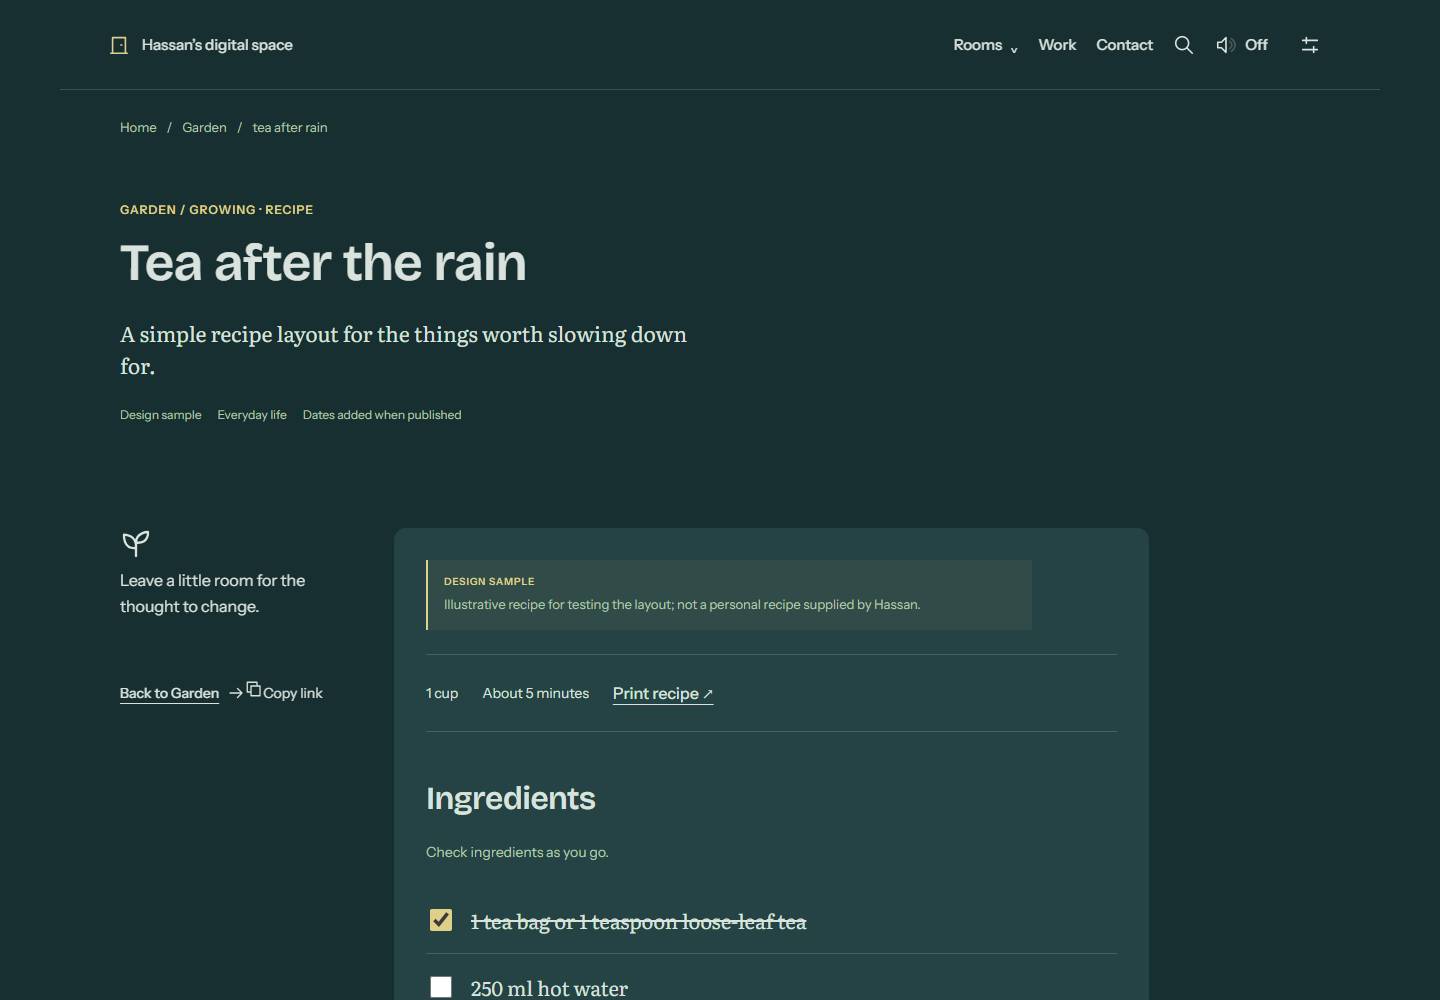 Hassan's digital space
Rooms Work Contact Off
Home / Garden / tea after rain
GARDEN / GROWING · RECIPE
Tea after the rain
A simple recipe layout for the things worth slowing down
for.
Design sample Everyday life Dates added when published
Leave a little room for the
thought to change.
Back to Garden → Copy link
DESIGN SAMPLE
Illustrative recipe for testing the layout; not a personal recipe supplied by Hassan.
1 cup About 5 minutes Print recipe ↗
Ingredients
Check ingredients as you go.
1 tea bag or 1 teaspoon loose-leaf tea
250 ml hot water